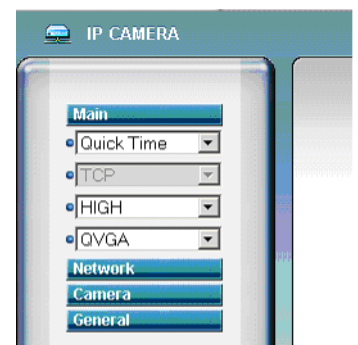 IP CAMERA
Main
Quick Time
TCP
HIGH
QVGA
Network
Camera
General